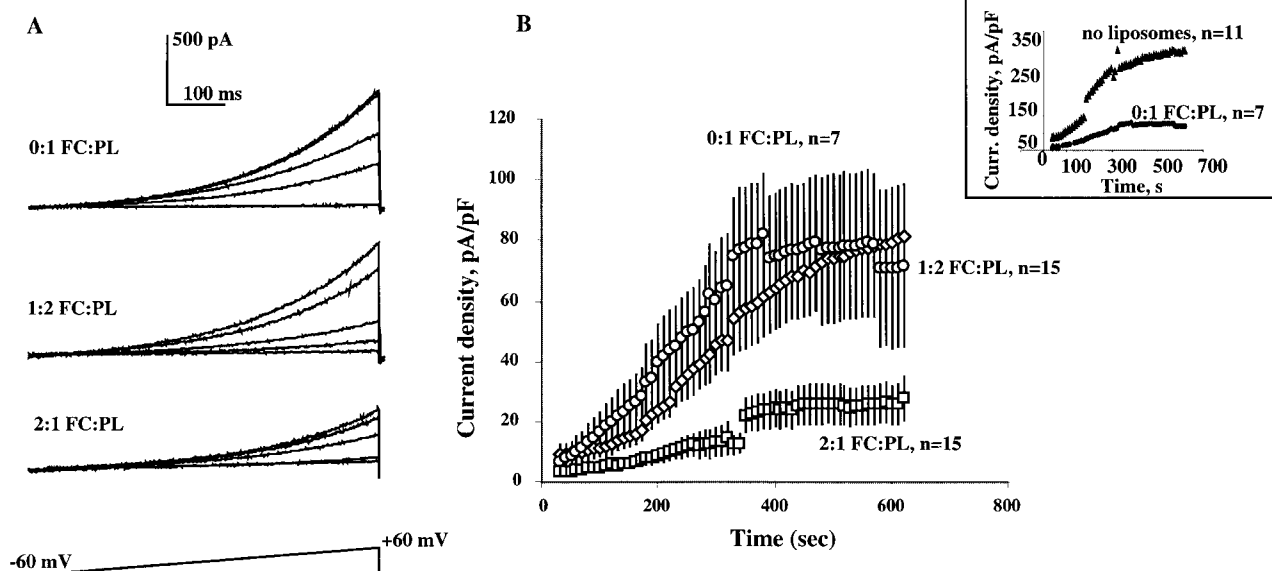 A
500 pA
100 ms
0:1 FC:PL
1:2 FC:PL
2:1 FC:PL
-60 mV
+60 mV
B
Current density, pA/pF
120
100
80
60
40
20
0
0
200
400
600
800
Time (sec)
0:1 FC:PL, n=7
1:2 FC:PL, n=15
2:1 FC:PL, n=15
Curr. density, pA/pF
350
250
150
50
no liposomes, n=11
0:1 FC:PL, n=7
0 100 300 500 700
Time, s